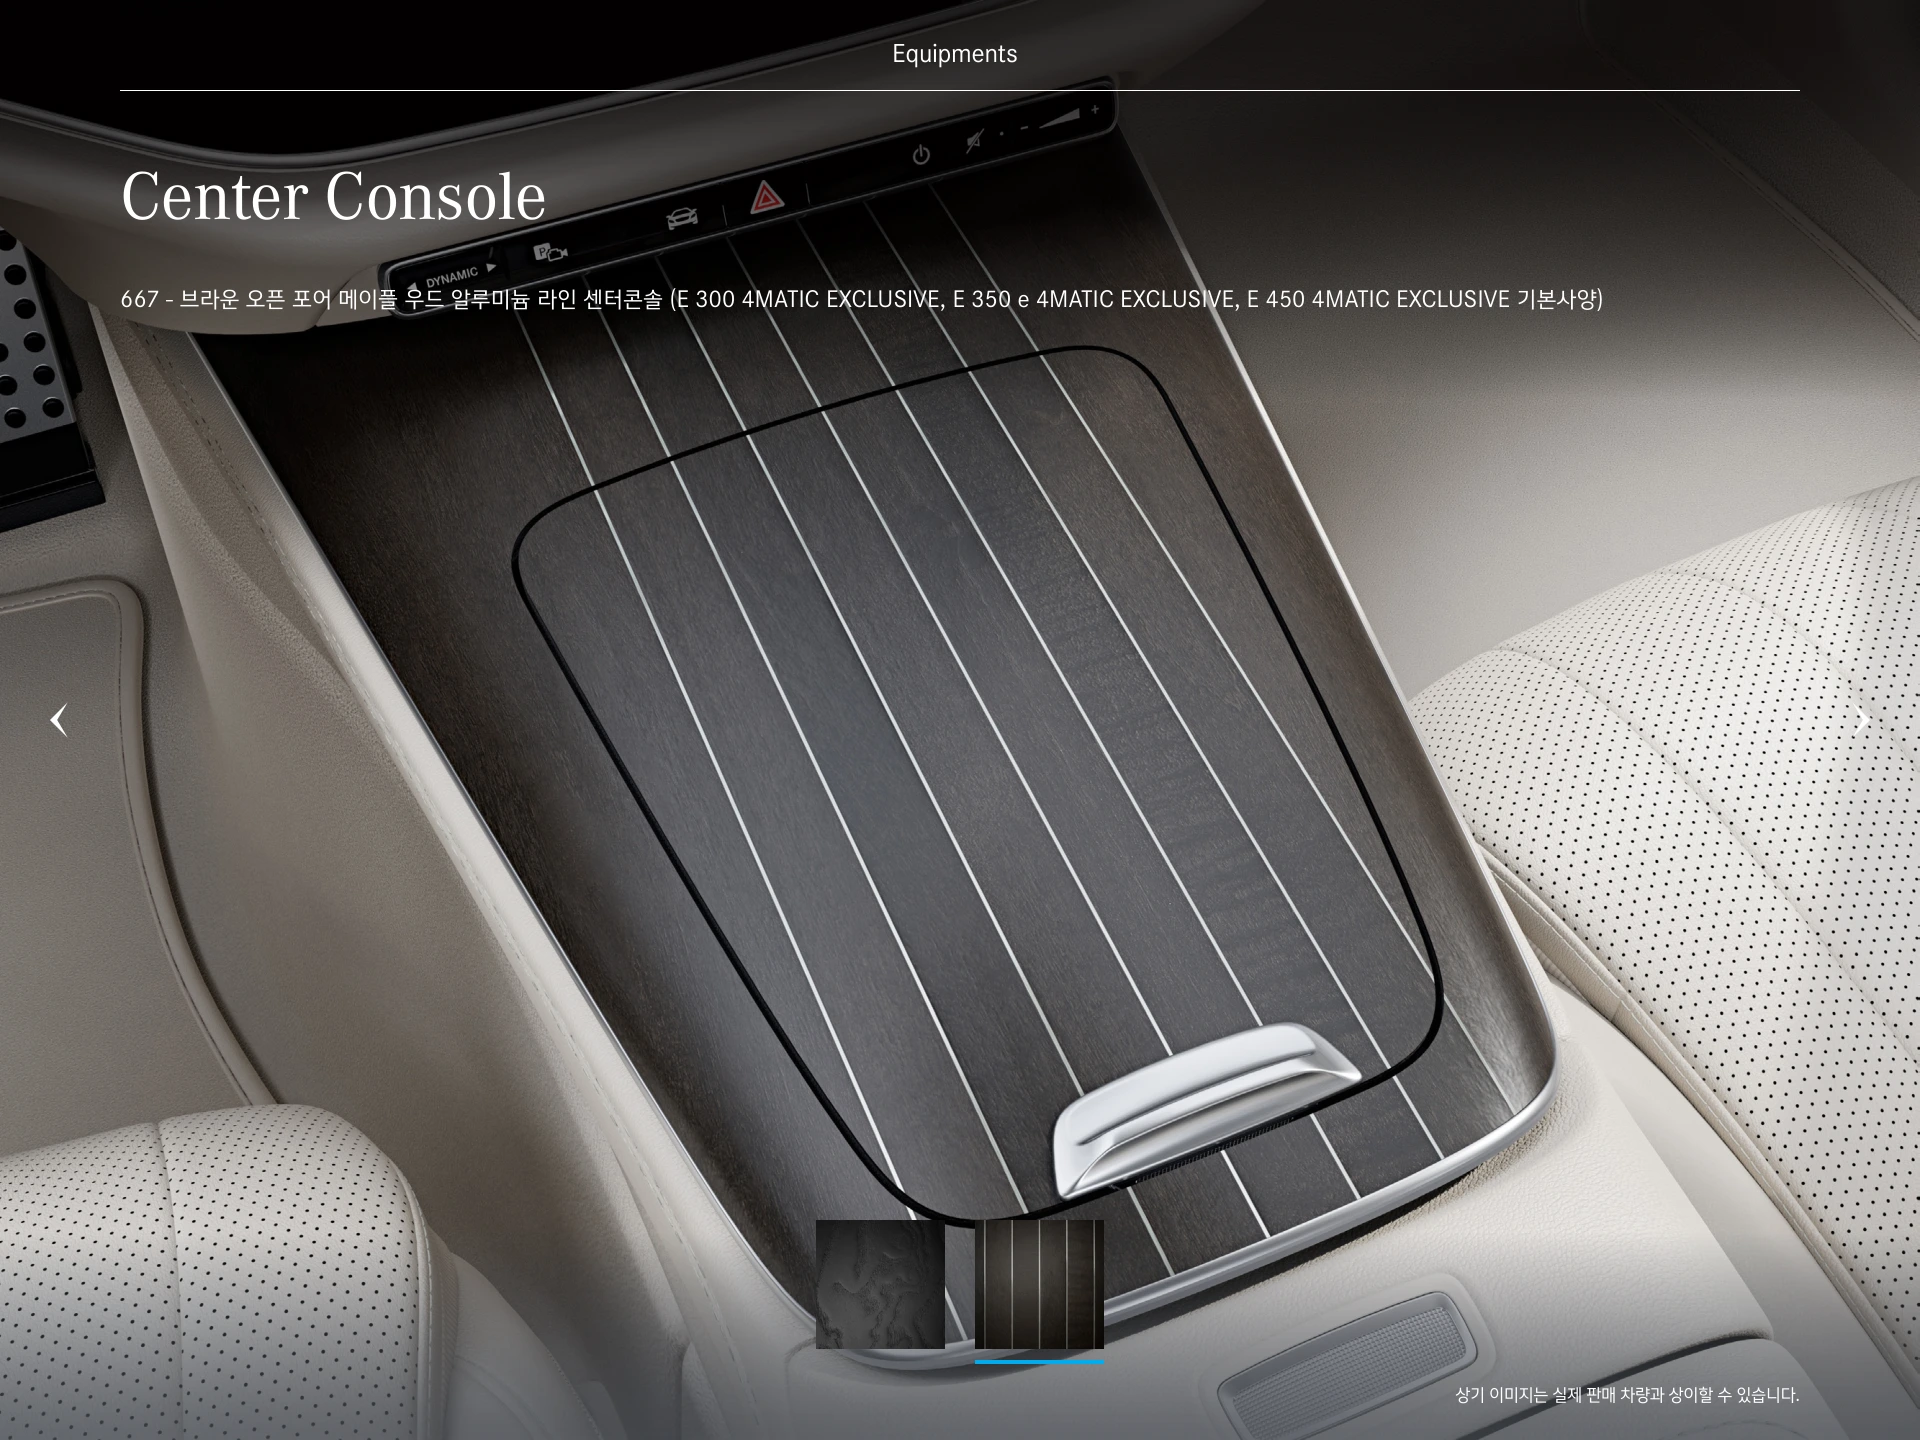 Equipments
Center Console
DYNAMIC
P
667 - 브라운 오픈 포어 메이플 우드 알루미늄 라인 센터콘솔 (E 300 4MATIC EXCLUSIVE, E 350 e 4MATIC EXCLUSIVE, E 450 4MATIC EXCLUSIVE 기본사양)
상기 이미지는 실제 판매 차량과 상이할 수 있습니다.